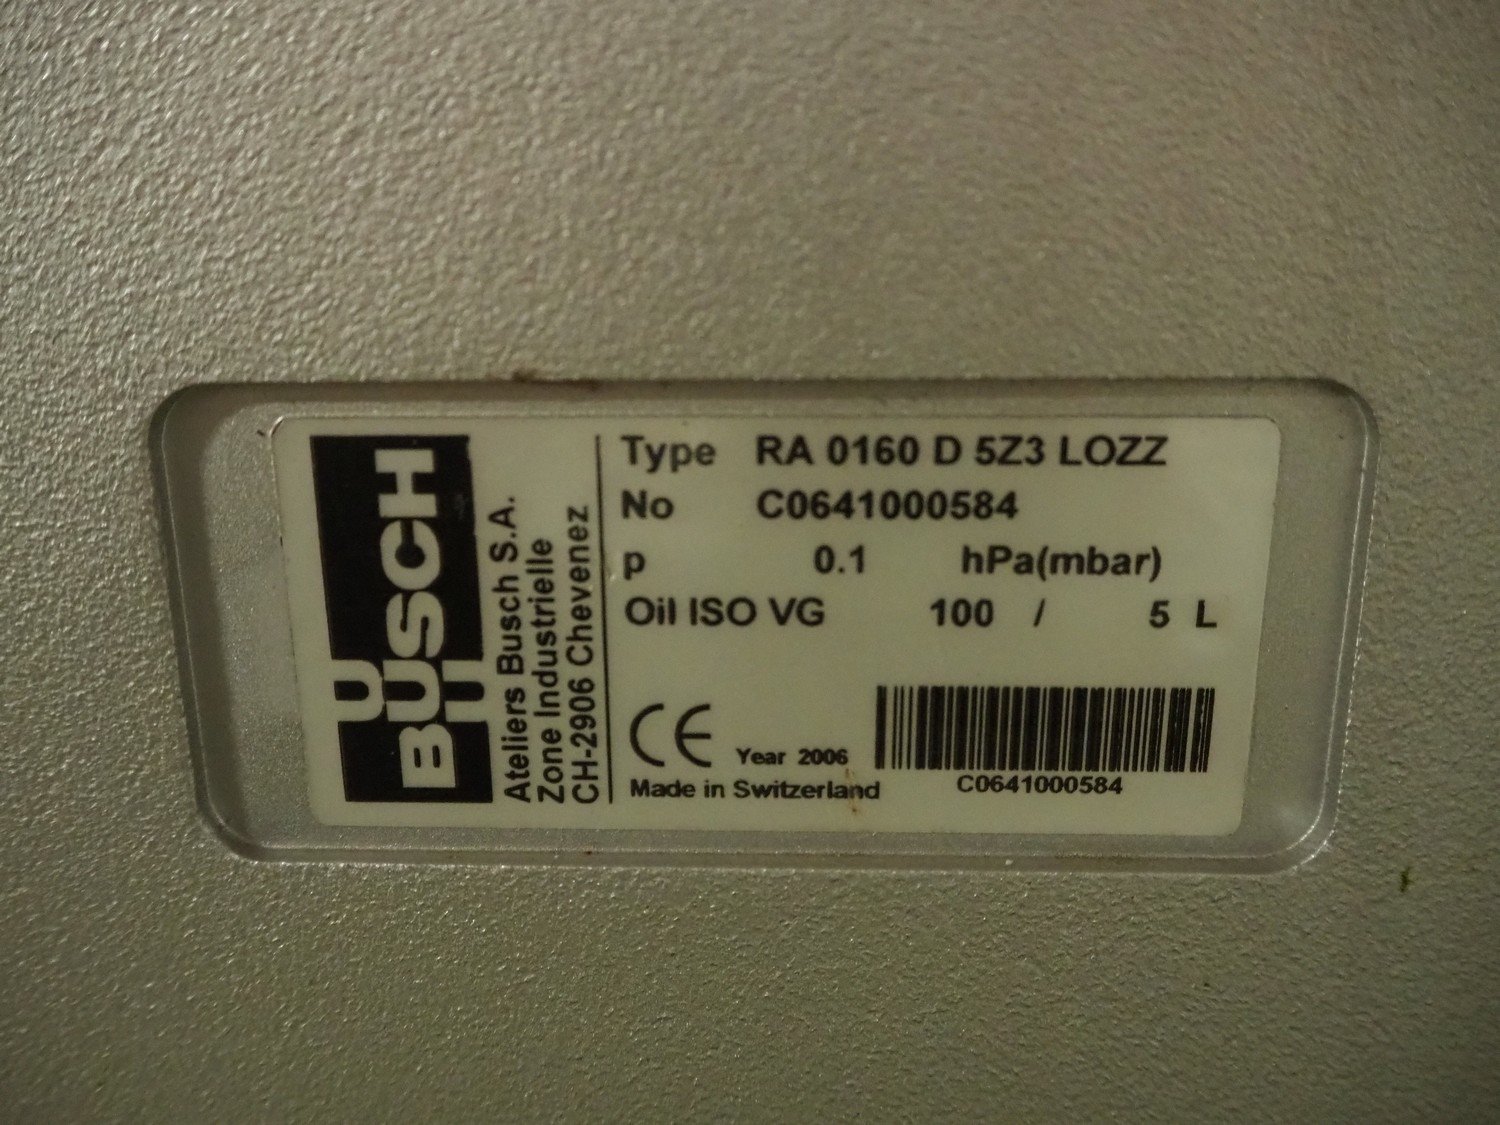 BUSCH
Ateliers Busch S.A.
Zone Industrielle
CH-2906 Chevenez
Type RA 0160 D 5Z3 LOZZ
No C0641000584
p 0.1 hPa(mbar)
Oil ISO VG 100 / 5 L
CE Year 2006
Made in Switzerland
C0641000584